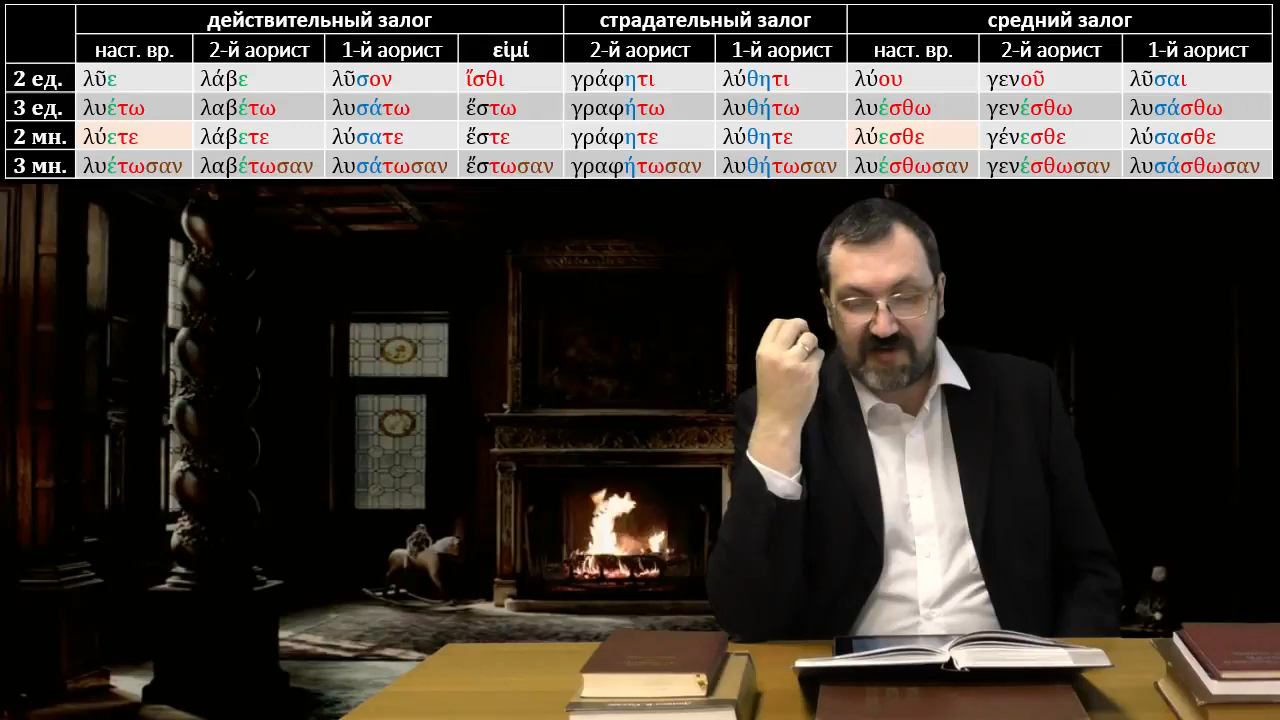 действительный залог страдательный залог средний залог
наст. вр. 2-й аорист 1-й аорист εἰμί 2-й аорист 1-й аорист наст. вр. 2-й аорист 1-й аорист
2 ед. λῦε λάβε λῦσον ἴσθι γράφητι λύθητι λύου γενοῦ λῦσαι
3 ед. λυέτω λαβέτω λυσάτω ἔστω γραφήτω λυθήτω λυέσθω γενέσθω λυσάσθω
2 мн. λύετε λάβετε λύσατε ἔστε γράφητε λύθητε λύεσθε γένεσθε λύσασθε
3 мн. λυέτωσαν λαβέτωσαν λυσάτωσαν ἔστωσαν γραφήτωσαν λυθήτωσαν λυέσθωσαν γενέσθωσαν λυσάσθωσαν